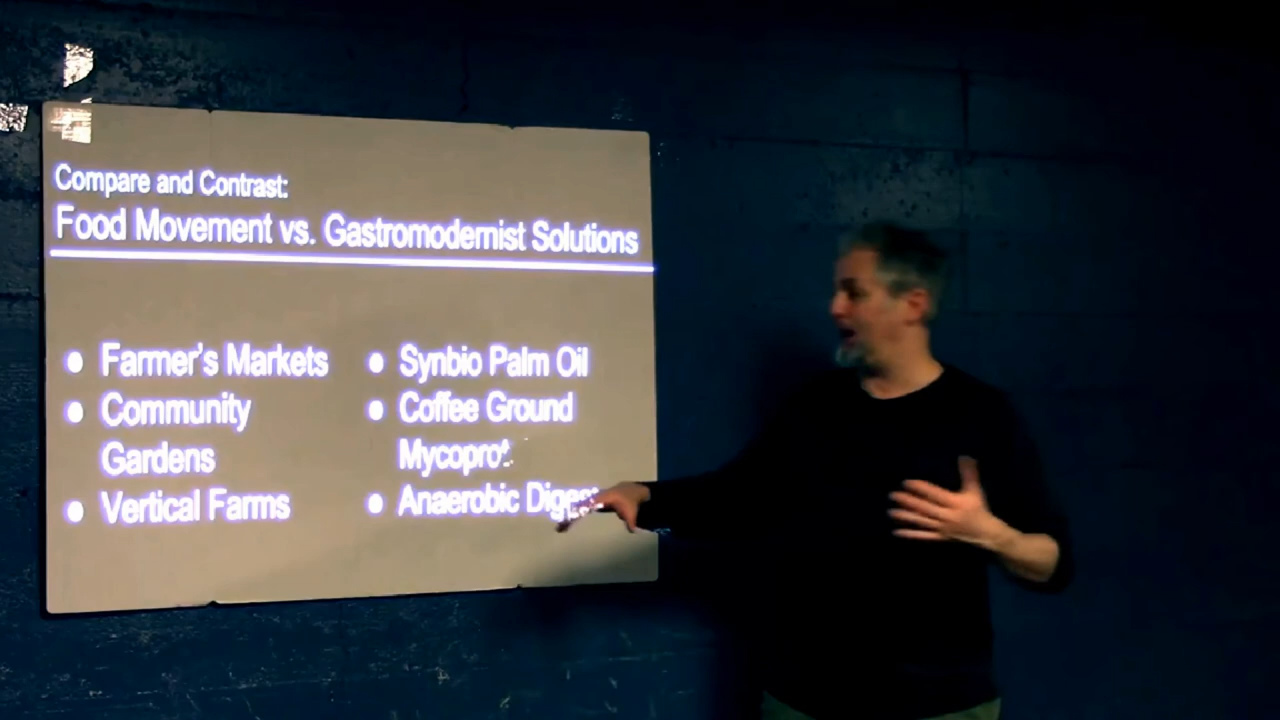 Compare and Contrast:
Food Movement vs. Gastromodernist Solutions
● Farmer's Markets
● Community
Gardens
● Vertical Farms
● Synbio Palm Oil
● Coffee Ground
● Anaerobic